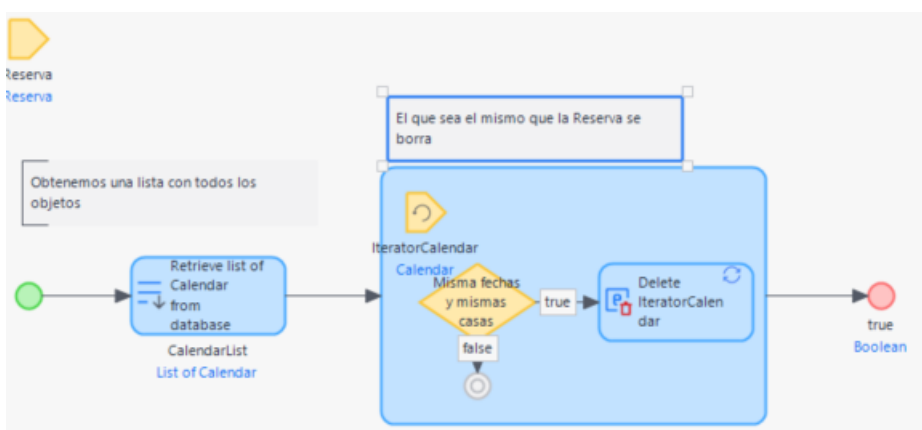 Reserva
Reserva
El que sea el mismo que la Reserva se
borra
Obtenemos una lista con todos los
objetos
IteratorCalendar
Calendar
Retrieve list of
Calendar
from
database
CalendarList
List of Calendar
Misma fechas
y mismas
casas
true
false
Delete
IteratorCalen
dar
true
Boolean